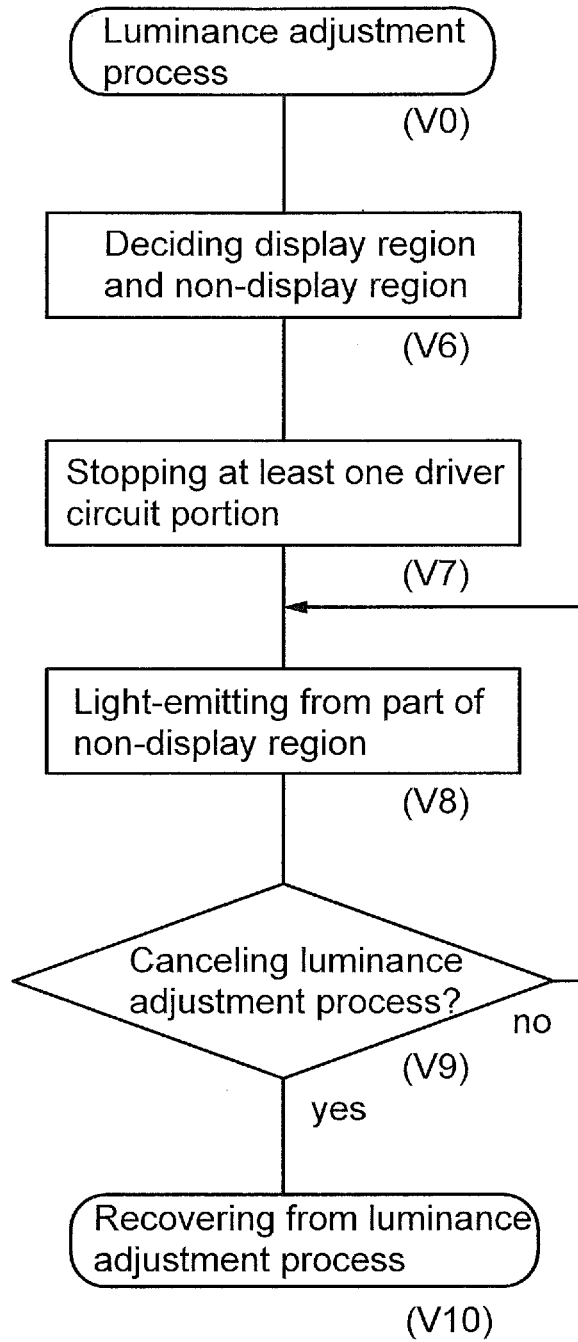 Luminance adjustment
process
(V0)
Deciding display region
and non-display region
(V6)
Stopping at least one driver
circuit portion
(V7)
Light-emitting from part of
non-display region
(V8)
Canceling luminance
adjustment process?
no
(V9)
yes
Recovering from luminance
adjustment process
(V10)